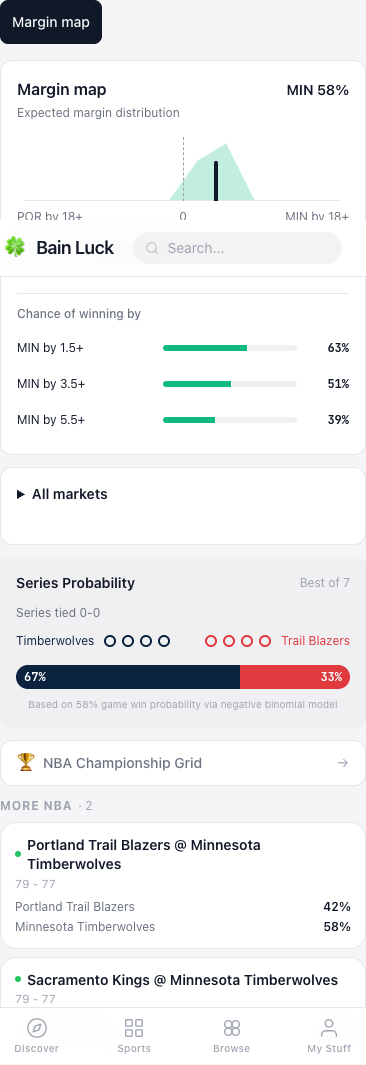 Margin map
Margin map MIN 58%
Expected margin distribution
POR by 18+ 0 MIN by 18+
Bain Luck Search...
Chance of winning by
MIN by 1.5+ 63%
MIN by 3.5+ 51%
MIN by 5.5+ 39%
All markets
Series Probability Best of 7
Series tied 0-0
Timberwolves Trail Blazers
67% 33%
Based on 58% game win probability via negative binomial model
NBA Championship Grid →
MORE NBA · 2
Portland Trail Blazers @ Minnesota
Timberwolves
79 - 77
Portland Trail Blazers 42%
Minnesota Timberwolves 58%
Sacramento Kings @ Minnesota Timberwolves
79 - 77
Discover Sports Browse My Stuff